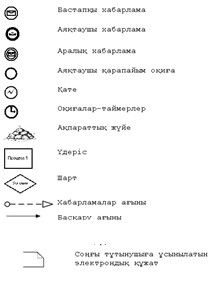 Бастапқы хабарлама
Аяқтаушы хабарлама
Аралық хабарлама
Аяқтаушы қарапайым оқиға
Қате
Оқиғалар-таймерлер
Ақпараттық жүйе
Процесс 1
Үдеріс
Шарт
Хабарламалар ағыны
Басқару ағыны
Соңғы тұтынушыға ұсынылатын
электрондық құжат